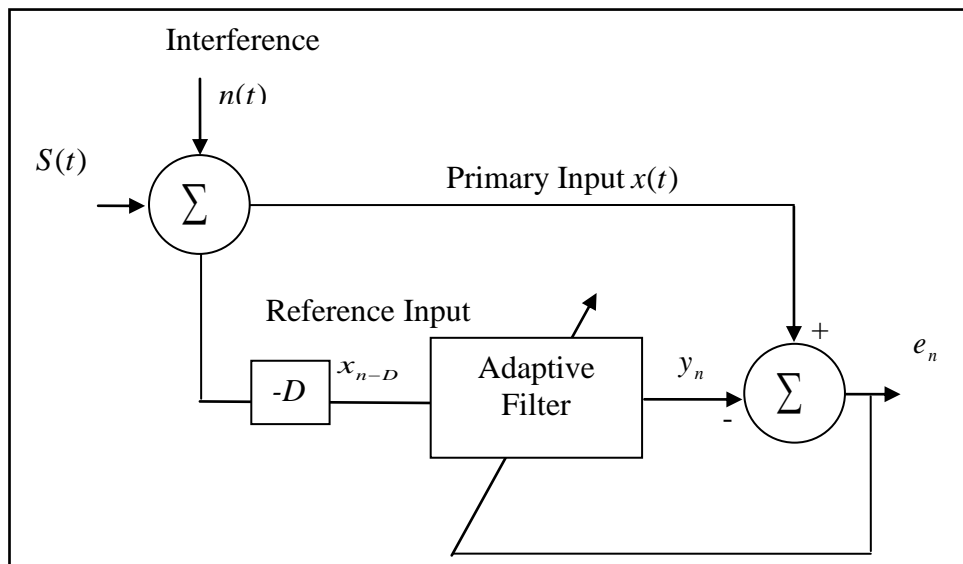 Interference
n(t)
S(t)
Σ
Primary Input x(t)
Reference Input
+
e_n
-D
x_{n-D}
Adaptive
Filter
y_n
Σ
-